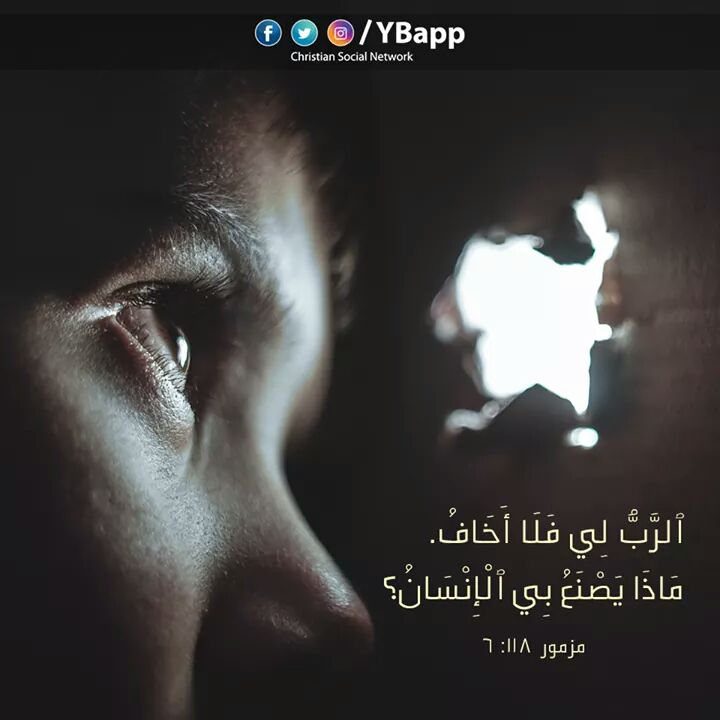 /YBapp
Christian Social Network
ٱلرَّبُّ لِي فَلَا أَخَافُ.
مَاذَا يَصْنَعُ بِي ٱلْإِنْسَانُ؟
مزمور ١١٨: ٦